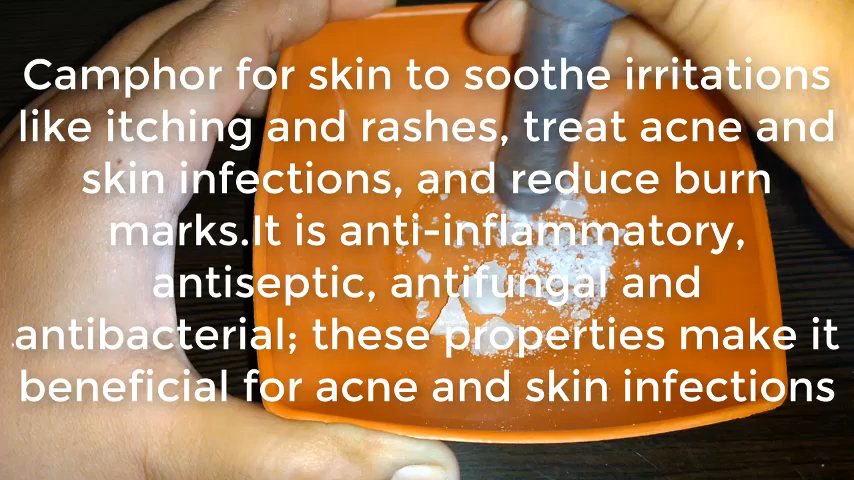 Camphor for skin to soothe irritations
like itching and rashes, treat acne and
skin infections, and reduce burn
marks.It is anti-inflammatory,
antiseptic, antifungal and
antibacterial; these properties make it
beneficial for acne and skin infections